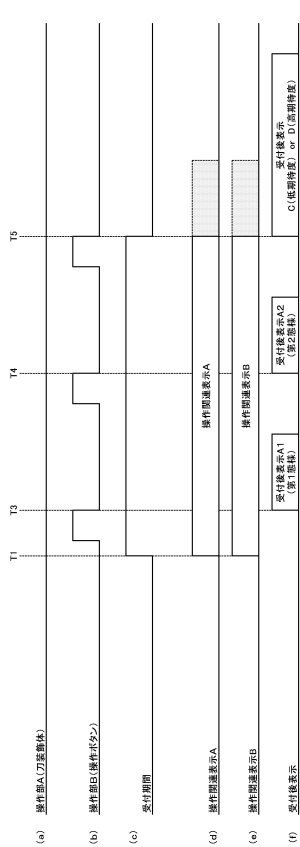 T1
T3
T4
T5
(a) 操作部A(刀装飾体)
(b) 操作部B(操作ボタン)
(c) 受付期間
(d) 操作関連表示A
操作関連表示A
(e) 操作関連表示B
操作関連表示B
(f) 受付後表示
受付後表示A1
(第1態様)
受付後表示A2
(第2態様)
受付後表示
C(低期待度) or D(高期待度)